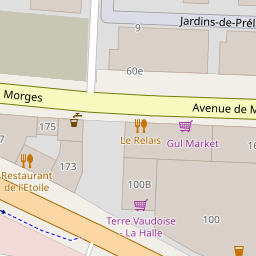 Jardins-de-Prél
9
60e
Morges
Avenue de M
175
Le Relais
Gul Market
173
Restaurant
de l'Etoile
100B
Terre Vaudoise
- La Halle
100